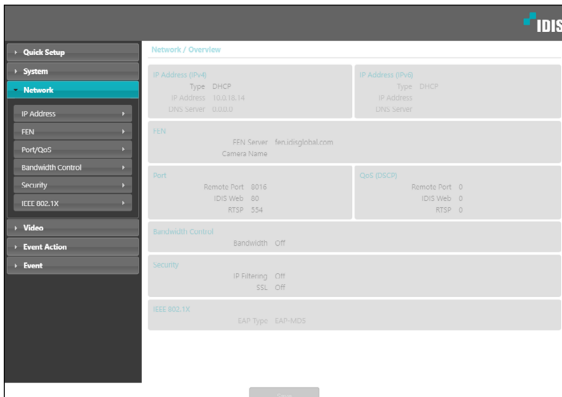 IDIS
Quick Setup
System
Network
IP Address
FEN
Port/QoS
Bandwidth Control
Security
IEEE 802.1X
Video
Event Action
Event
Network / Overview
IP Address (IPv4)
Type DHCP
IP Address 10.0.18.14
DNS Server 0.0.0.0
Type DHCP
IP Address
DNS Server
FEN
FEN Server fen.idisglobal.com
Camera Name
Port
Remote Port 8016
IDIS Web 80
RTSP 554
QoS (DSCP)
Remote Port 0
IDIS Web 0
RTSP 0
Bandwidth Control
Bandwidth Off
Security
IP Filtering Off
SSL Off
IEEE 802.1X
EAP Type EAP-MD5